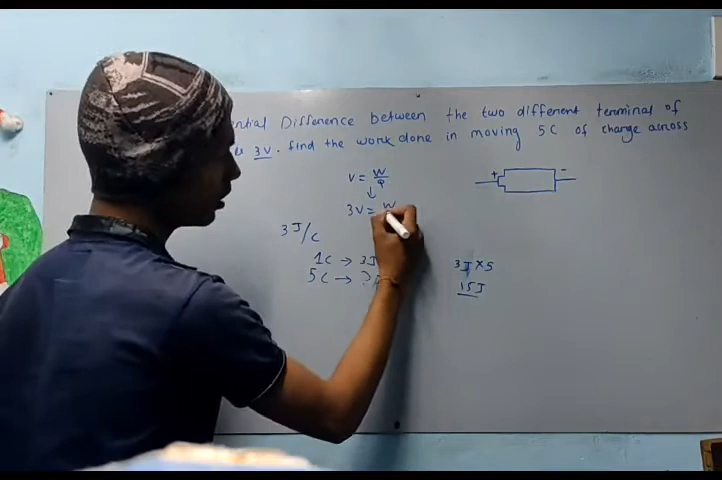 Difference between the two different terminal of
3V. find the work done in moving 5C of charge across
V = W/q
+ -
↓
3V = W
3J/C
1C → 3J
3J × 5
5C → ?
15J